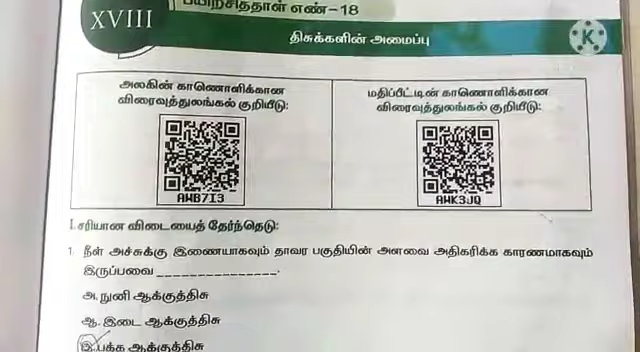 XVIII
பயிற்சித்தாள் எண்-18
திசுக்களின் அமைப்பு
K
அலகின் காணொளிக்கான
விரைவுத்துலங்கல் குறியீடு:
AWB7I3
மதிப்பீட்டின் காணொளிக்கான
விரைவுத்துலங்கல் குறியீடு:
AWK3JQ
I. சரியான விடையைத் தேர்ந்தெடு:
1. நீள் அச்சுக்கு இணையாகவும் தாவர பகுதியின் அளவை அதிகரிக்க காரணமாகவும்
இருப்பவை _______________.
அ. நுனி ஆக்குத்திசு
ஆ. இடை ஆக்குத்திசு
இ. பக்க ஆக்குத்திசு